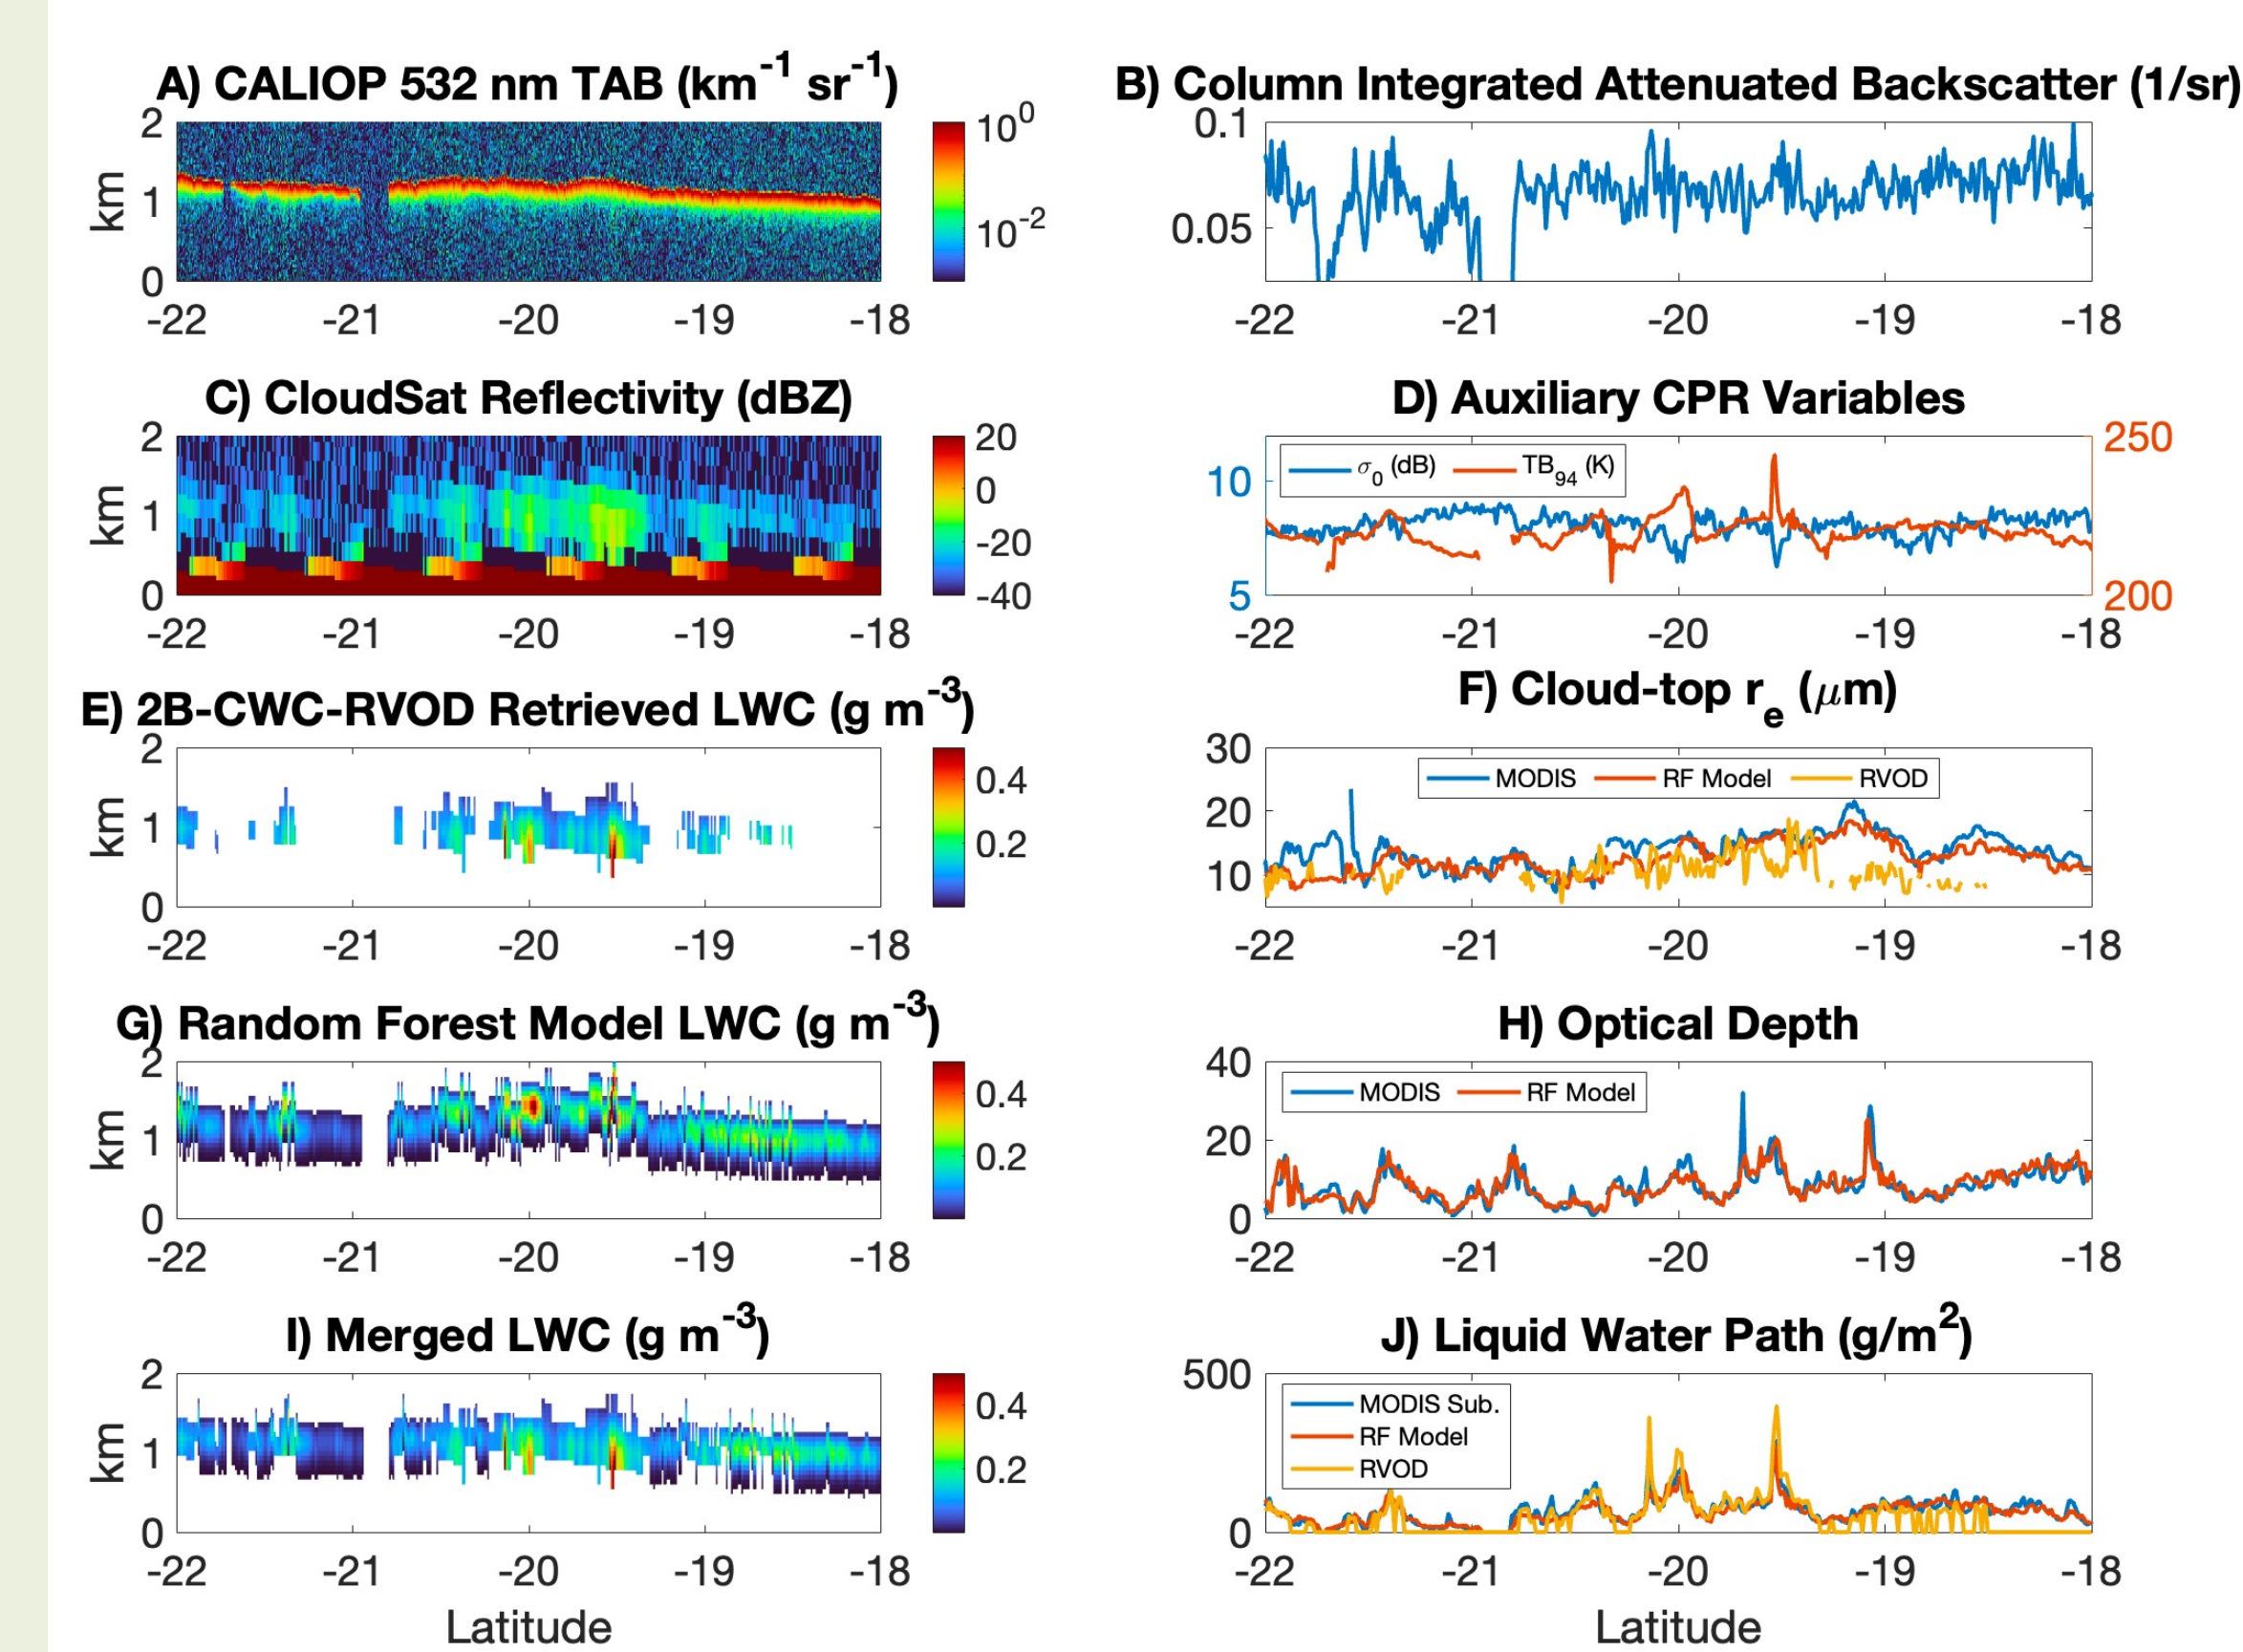 A) CALIOP 532 nm TAB (km⁻¹ sr⁻¹)
2
1
0
km
-22 -21 -20 -19 -18
10⁰
10⁻²
B) Column Integrated Attenuated Backscatter (1/sr)
0.1
0.05
-22 -21 -20 -19 -18
C) CloudSat Reflectivity (dBZ)
2
1
0
km
-22 -21 -20 -19 -18
20
0
-20
-40
D) Auxiliary CPR Variables
10
5
σ₀ (dB) TB₉₄ (K)
250
200
-22 -21 -20 -19 -18
E) 2B-CWC-RVOD Retrieved LWC (g m⁻³)
2
1
0
km
-22 -21 -20 -19 -18
0.4
0.2
F) Cloud-top rₑ (μm)
30
20
10
MODIS RF Model RVOD
-22 -21 -20 -19 -18
G) Random Forest Model LWC (g m⁻³)
2
1
0
km
-22 -21 -20 -19 -18
0.4
0.2
H) Optical Depth
40
20
0
MODIS RF Model
-22 -21 -20 -19 -18
I) Merged LWC (g m⁻³)
2
1
0
km
-22 -21 -20 -19 -18
Latitude
0.4
0.2
J) Liquid Water Path (g/m²)
500
0
MODIS Sub.
RF Model
RVOD
-22 -21 -20 -19 -18
Latitude